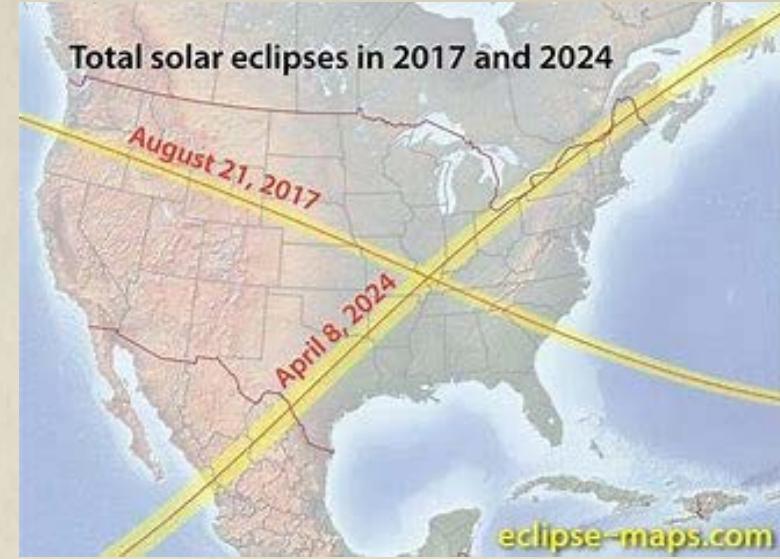 Total solar eclipses in 2017 and 2024
August 21, 2017
April 8, 2024
eclipse-maps.com